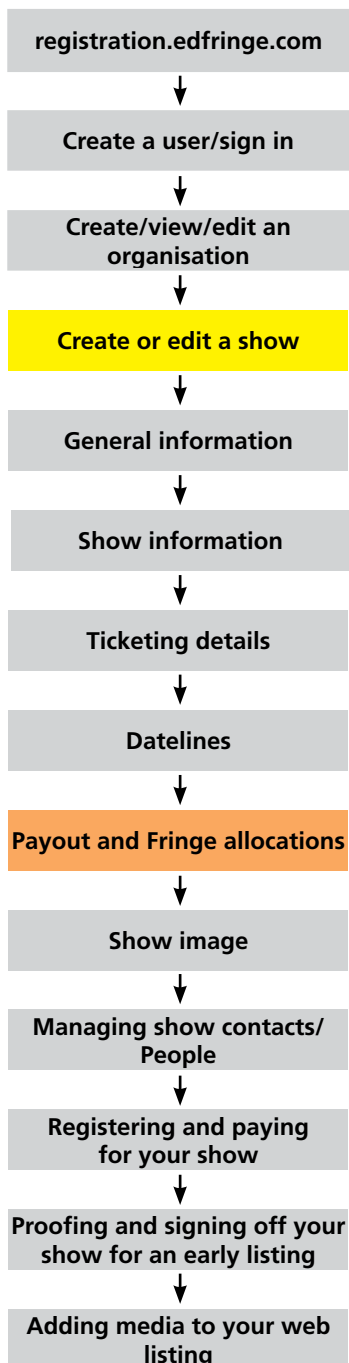 registration.edfringe.com
Create a user/sign in
Create/view/edit an
organisation
Create or edit a show
General information
Show information
Ticketing details
Datelines
Payout and Fringe allocations
Show image
Managing show contacts/
People
Registering and paying
for your show
Proofing and signing off your
show for an early listing
Adding media to your web
listing